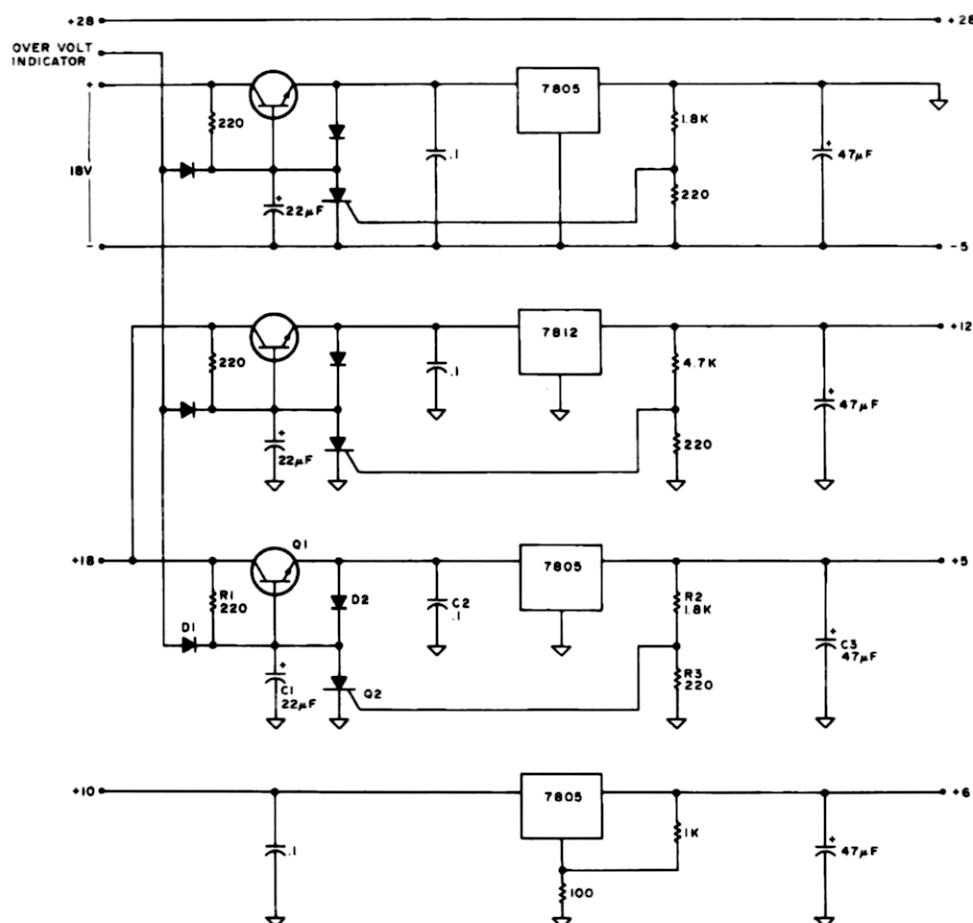 +28
+28
OVER VOLT
INDICATOR
+
7805
220
1.8K
.1
+
47µF
18V
+
22µF
220
-
-5
7812
+12
220
.1
4.7K
+
47µF
+
22µF
220
+18
Q1
7805
+5
R1
220
D2
C2
.1
R2
1.8K
D1
+
C3
47µF
+
C1
22µF
Q2
R3
220
+10
7805
+6
1K
.1
+
47µF
100